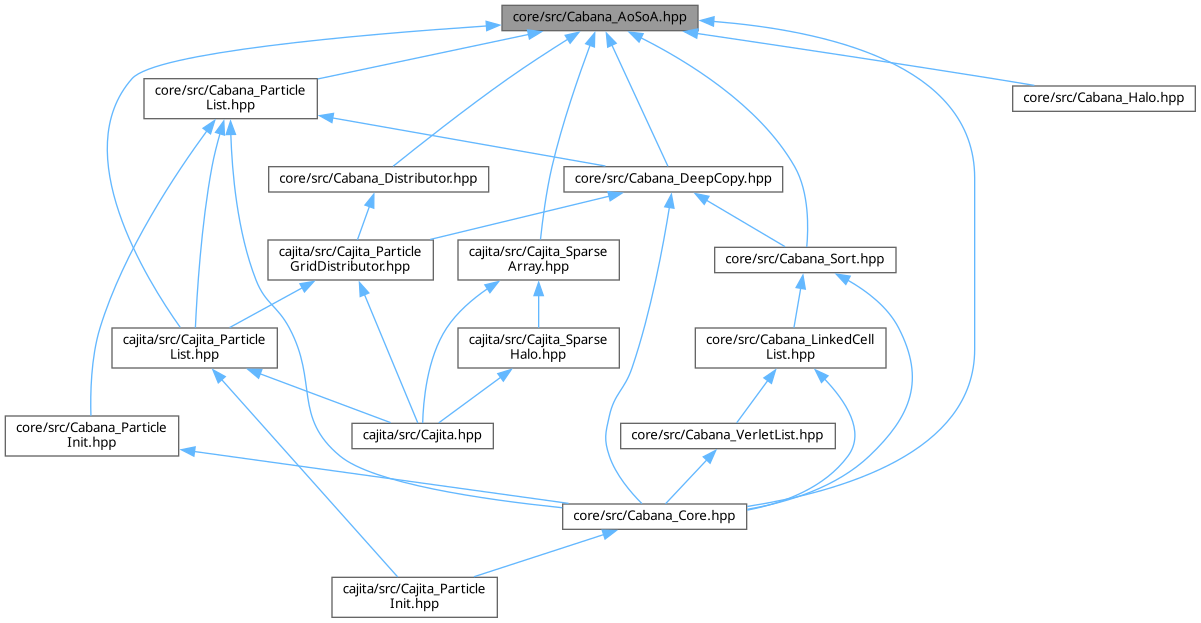 core/src/Cabana_AoSoA.hpp
core/src/Cabana_Particle
List.hpp
core/src/Cabana_Halo.hpp
core/src/Cabana_Distributor.hpp
core/src/Cabana_DeepCopy.hpp
cajita/src/Cajita_Particle
GridDistributor.hpp
cajita/src/Cajita_Sparse
Array.hpp
core/src/Cabana_Sort.hpp
cajita/src/Cajita_Particle
List.hpp
cajita/src/Cajita_Sparse
Halo.hpp
core/src/Cabana_LinkedCell
List.hpp
core/src/Cabana_Particle
Init.hpp
cajita/src/Cajita.hpp
core/src/Cabana_VerletList.hpp
core/src/Cabana_Core.hpp
cajita/src/Cajita_Particle
Init.hpp